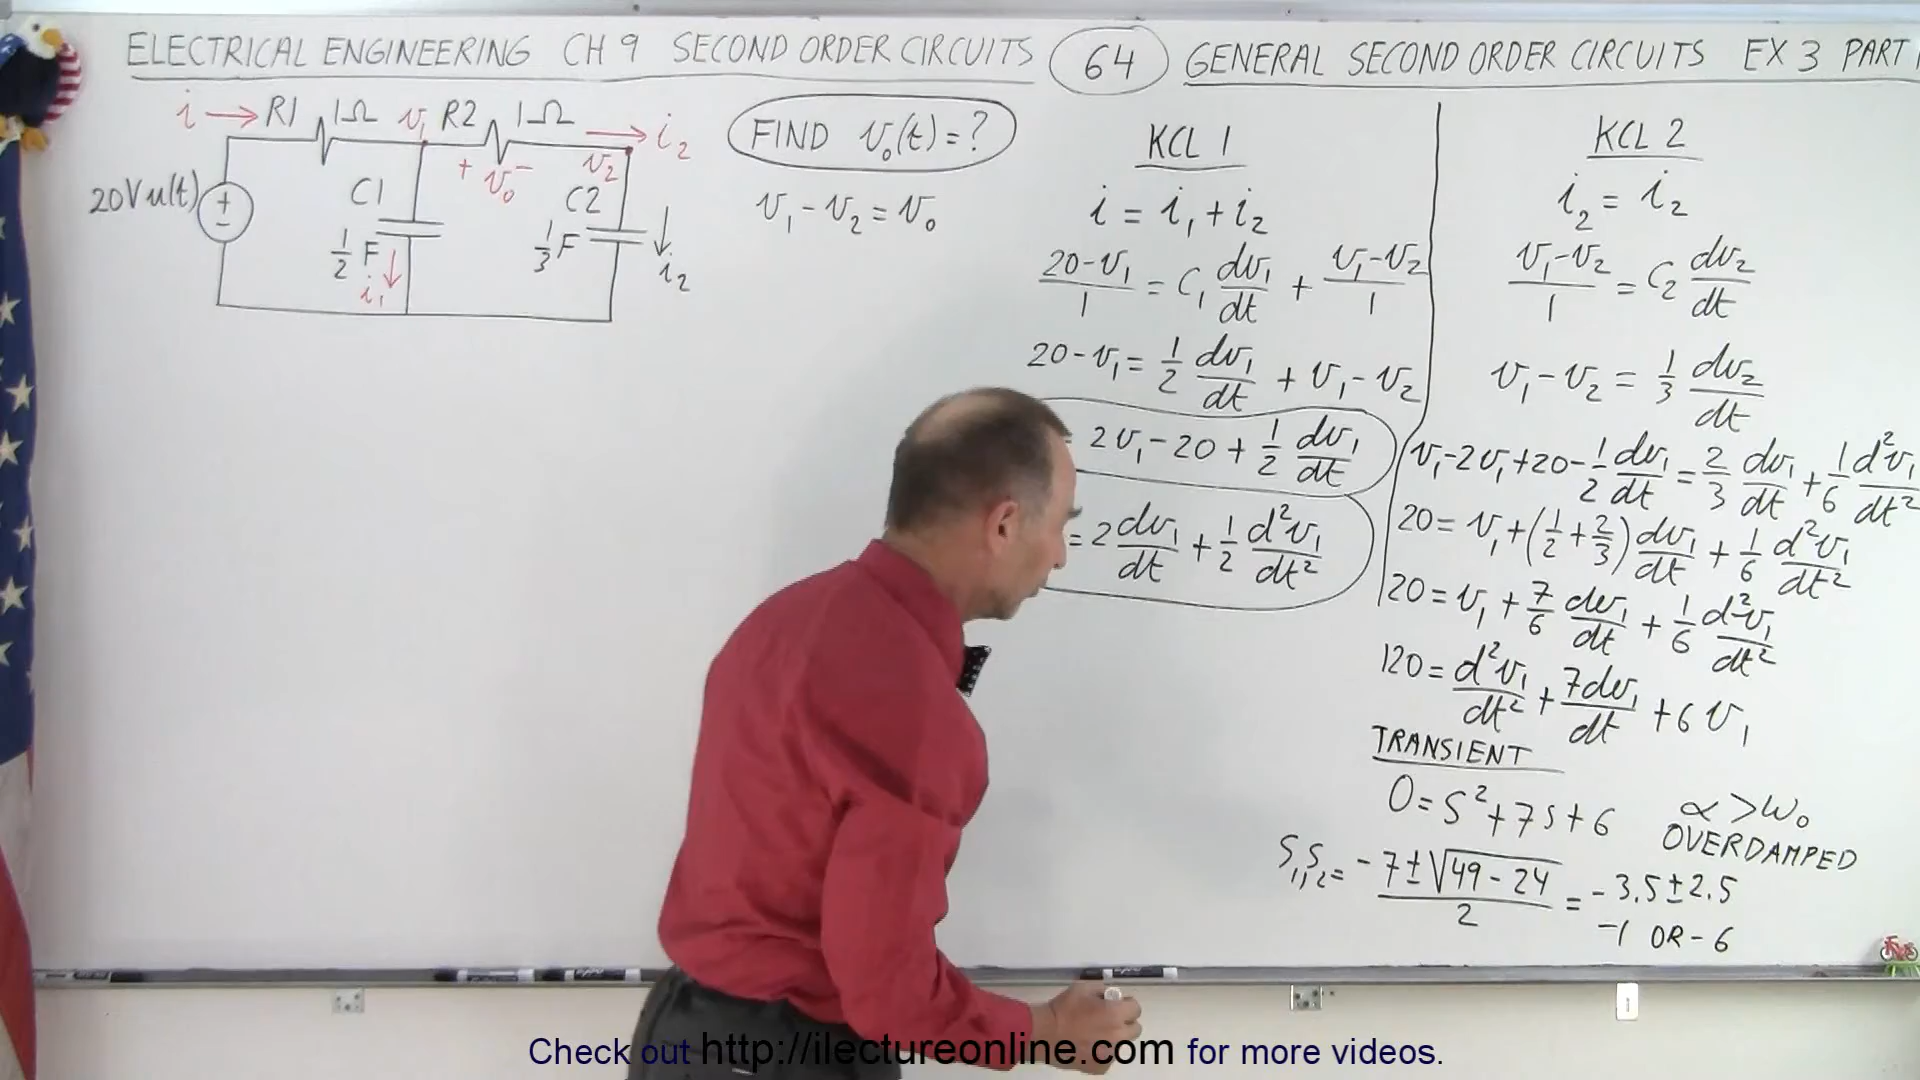 ELECTRICAL ENGINEERING CH 9 SECOND ORDER CIRCUITS 64 GENERAL SECOND ORDER CIRCUITS EX 3 PART
i → R1 1Ω v₁ R2 1Ω → i₂
+ v₀ − v₂
20Vu(t) + −
C1 1/2 F i₁
C2 1/3 F i₂
FIND v₀(t)=?
v₁ − v₂ = v₀
KCL 1
i = i₁ + i₂
(20-v₁)/1 = C₁ dv₁/dt + (v₁-v₂)/1
20-v₁ = 1/2 dv₁/dt + v₁-v₂
= 2v₁ - 20 + 1/2 dv₁/dt
= 2dv₁/dt + 1/2 d²v₁/dt²
KCL 2
i₂ = i₂
(v₁-v₂)/1 = C₂ dv₂/dt
v₁ - v₂ = 1/3 dv₂/dt
v₁-2v₁+20-1/2 dv₁/dt = 2/3 dv₁/dt + 1/6 d²v₁/dt²
20 = v₁+(1/2 + 2/3)dv₁/dt + 1/6 d²v₁/dt²
20 = v₁ + 7/6 dv₁/dt + 1/6 d²v₁/dt²
120 = d²v₁/dt² + 7dv₁/dt + 6v₁
TRANSIENT
0 = s²+7s+6
α > ω₀
OVERDAMPED
S₁,S₂ = (-7±√(49-24))/2 = -3.5±2.5
-1 OR -6
Check out http://ilectureonline.com for more videos.